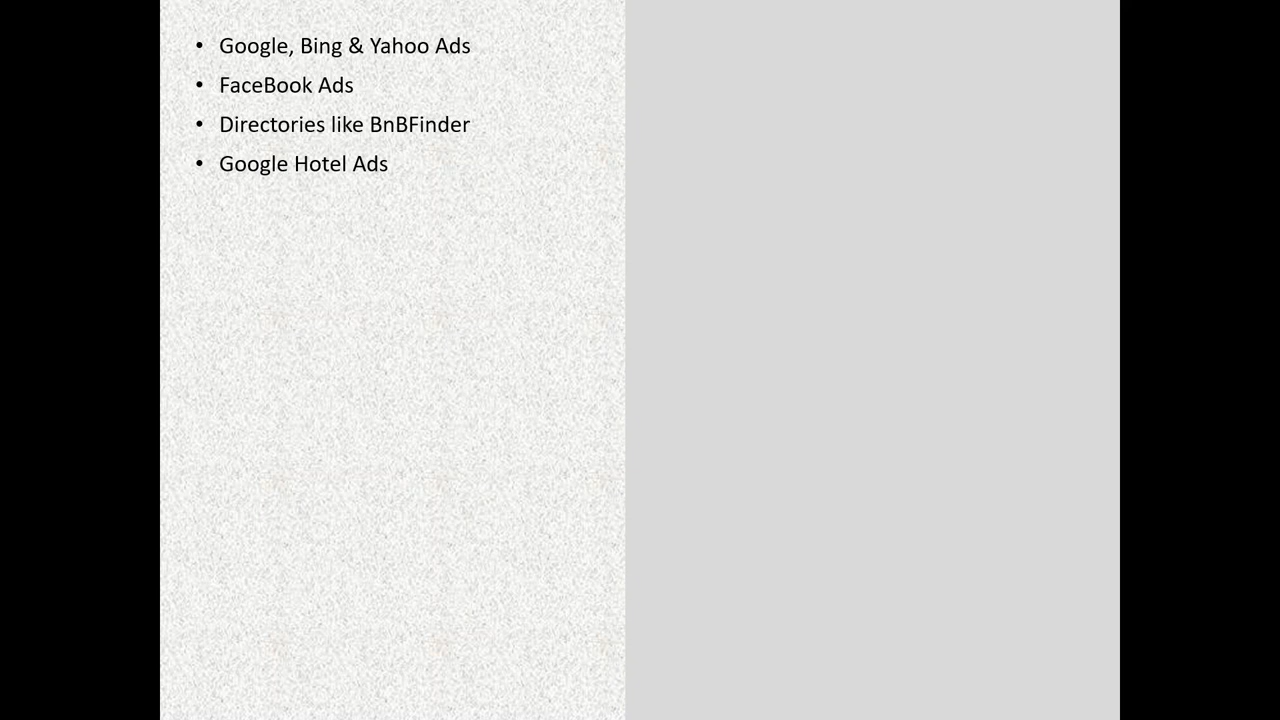 • Google, Bing & Yahoo Ads
• FaceBook Ads
• Directories like BnBFinder
• Google Hotel Ads